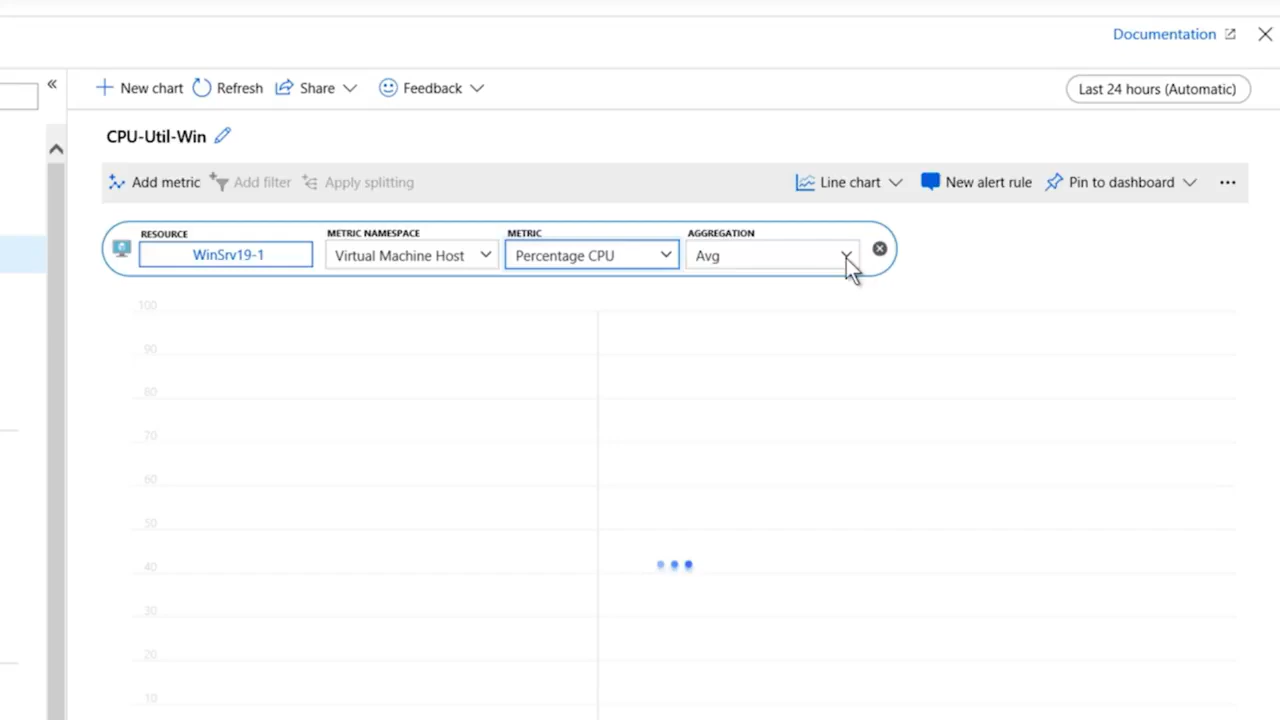 Documentation
«
New chart Refresh Share Feedback Last 24 hours (Automatic)
CPU-Util-Win
Add metric Add filter Apply splitting Line chart New alert rule Pin to dashboard ...
RESOURCE METRIC NAMESPACE METRIC AGGREGATION
WinSrv19-1 Virtual Machine Host Percentage CPU Avg
100
90
80
70
60
50
40
30
20
10